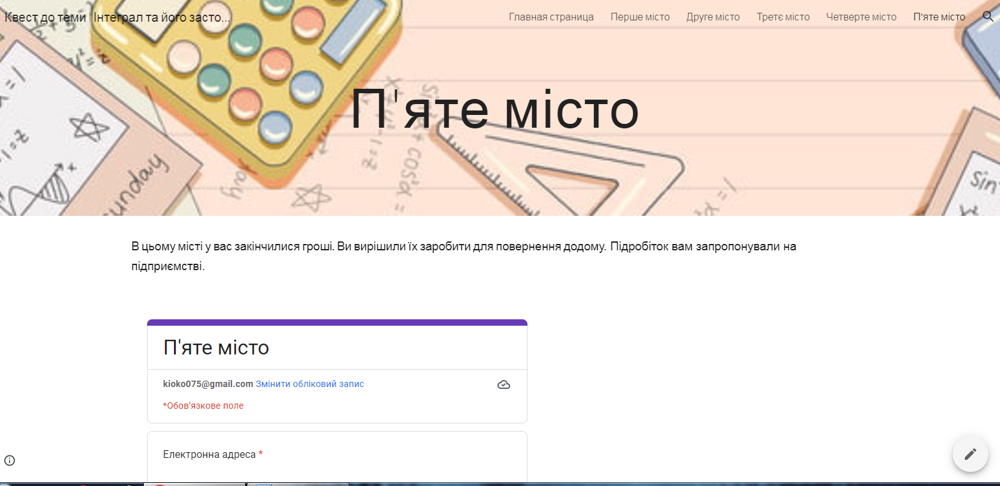 Квест до теми "Інтеграл та його засто...
Главная страница
Перше місто
Друге місто
Третє місто
Четверте місто
П'яте місто
П'яте місто
В цьому місті у вас закінчилися гроші. Ви вирішили їх заробити для повернення додому. Підробіток вам запропонували на
підприємстві.
П'яте місто
kioko075@gmail.com Змінити обліковий запис
*Обов'язкове поле
Електронна адреса *